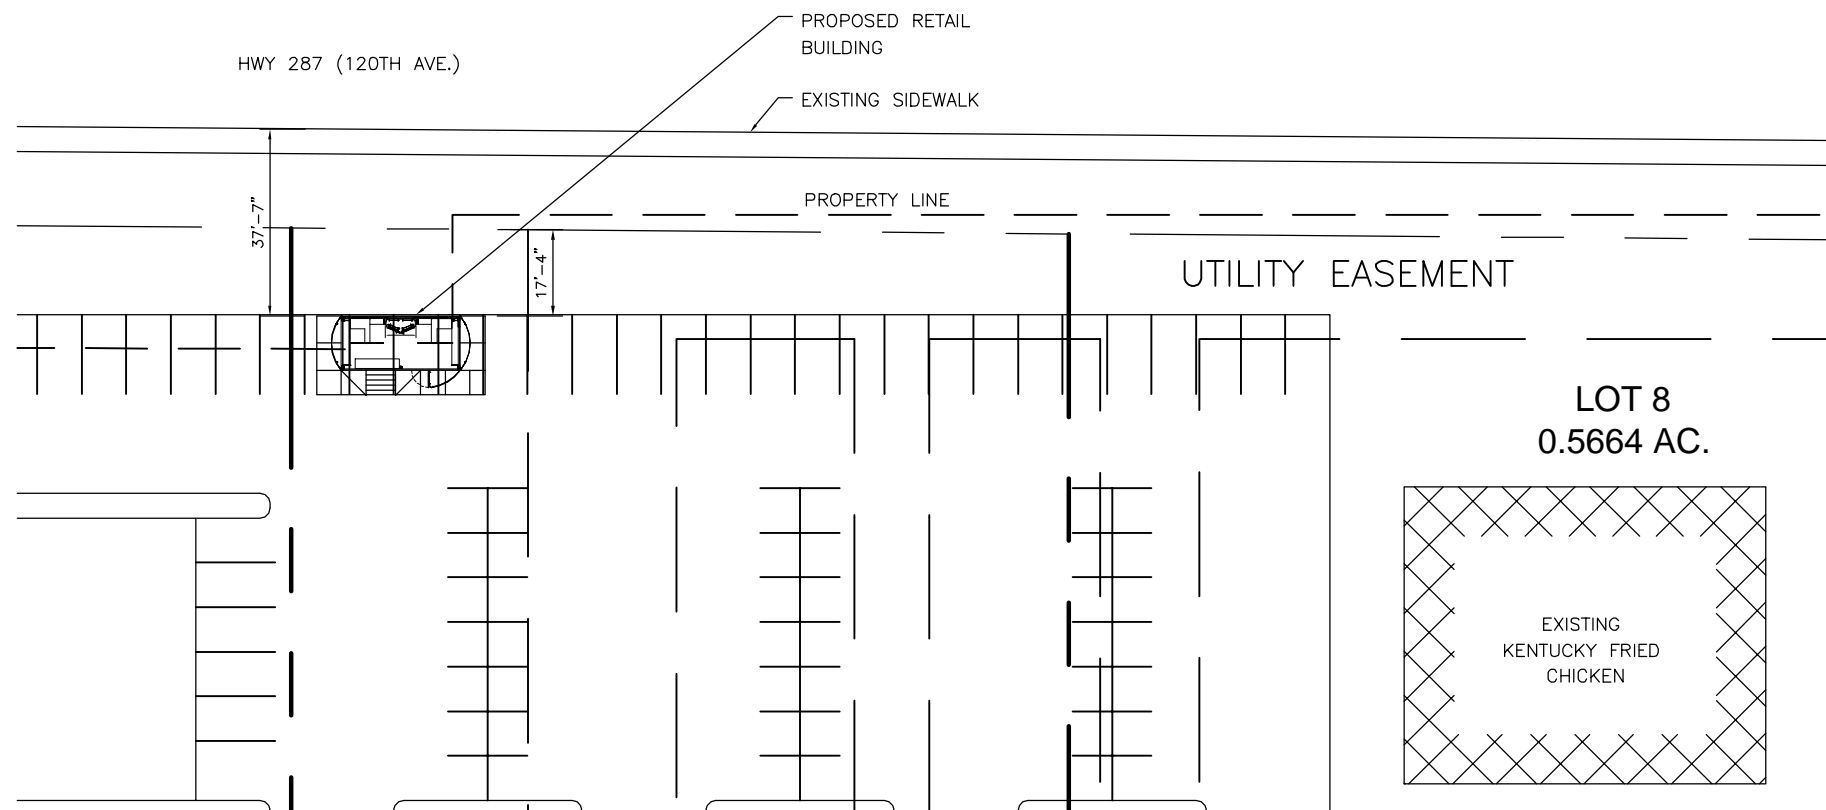 PROPOSED RETAIL
BUILDING
HWY 287 (120TH AVE.)
EXISTING SIDEWALK
PROPERTY LINE
37'-7"
17'-4"
UTILITY EASEMENT
LOT 8
0.5664 AC.
EXISTING
KENTUCKY FRIED
CHICKEN